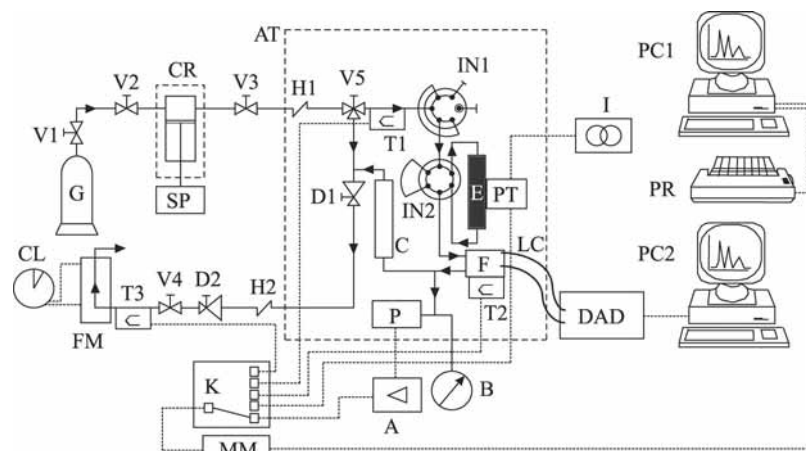 AT
PC1
CR
IN1
V2
V3
H1
V5
I
V1
T1
G
PR
SP
D1
IN2
E
PT
C
LC
PC2
CL
V4
D2
H2
F
T3
T2
DAD
FM
P
K
B
A
MM